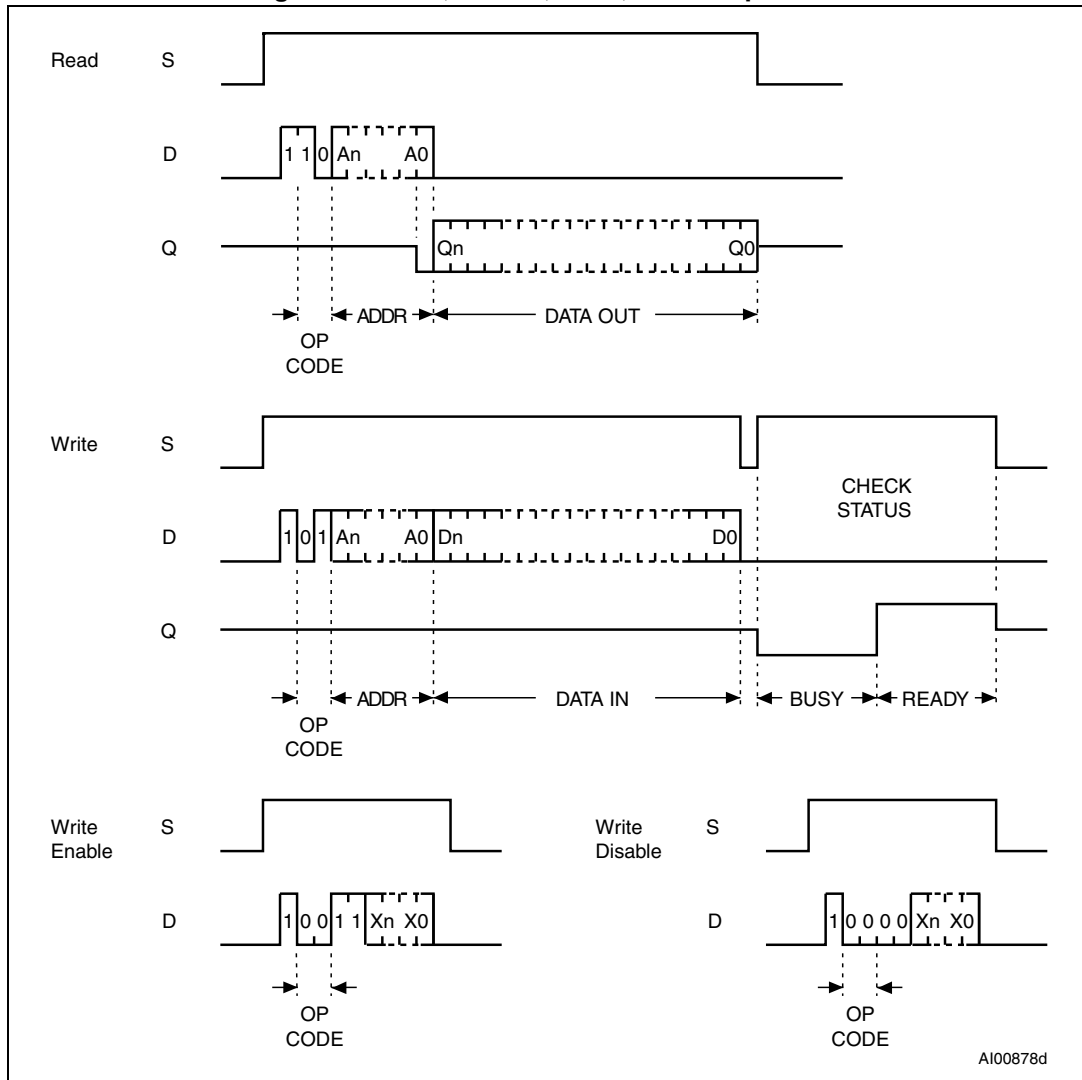 Read S
D 1 1 0 An A0
Q Qn Q0
ADDR DATA OUT
OP
CODE
Write S
CHECK
STATUS
D 1 0 1 An A0 Dn D0
Q
ADDR DATA IN BUSY READY
OP
CODE
Write S
Enable
D 1 0 0 1 1 Xn X0
OP
CODE
Write S
Disable
D 1 0 0 0 0 Xn X0
OP
CODE
AI00878d